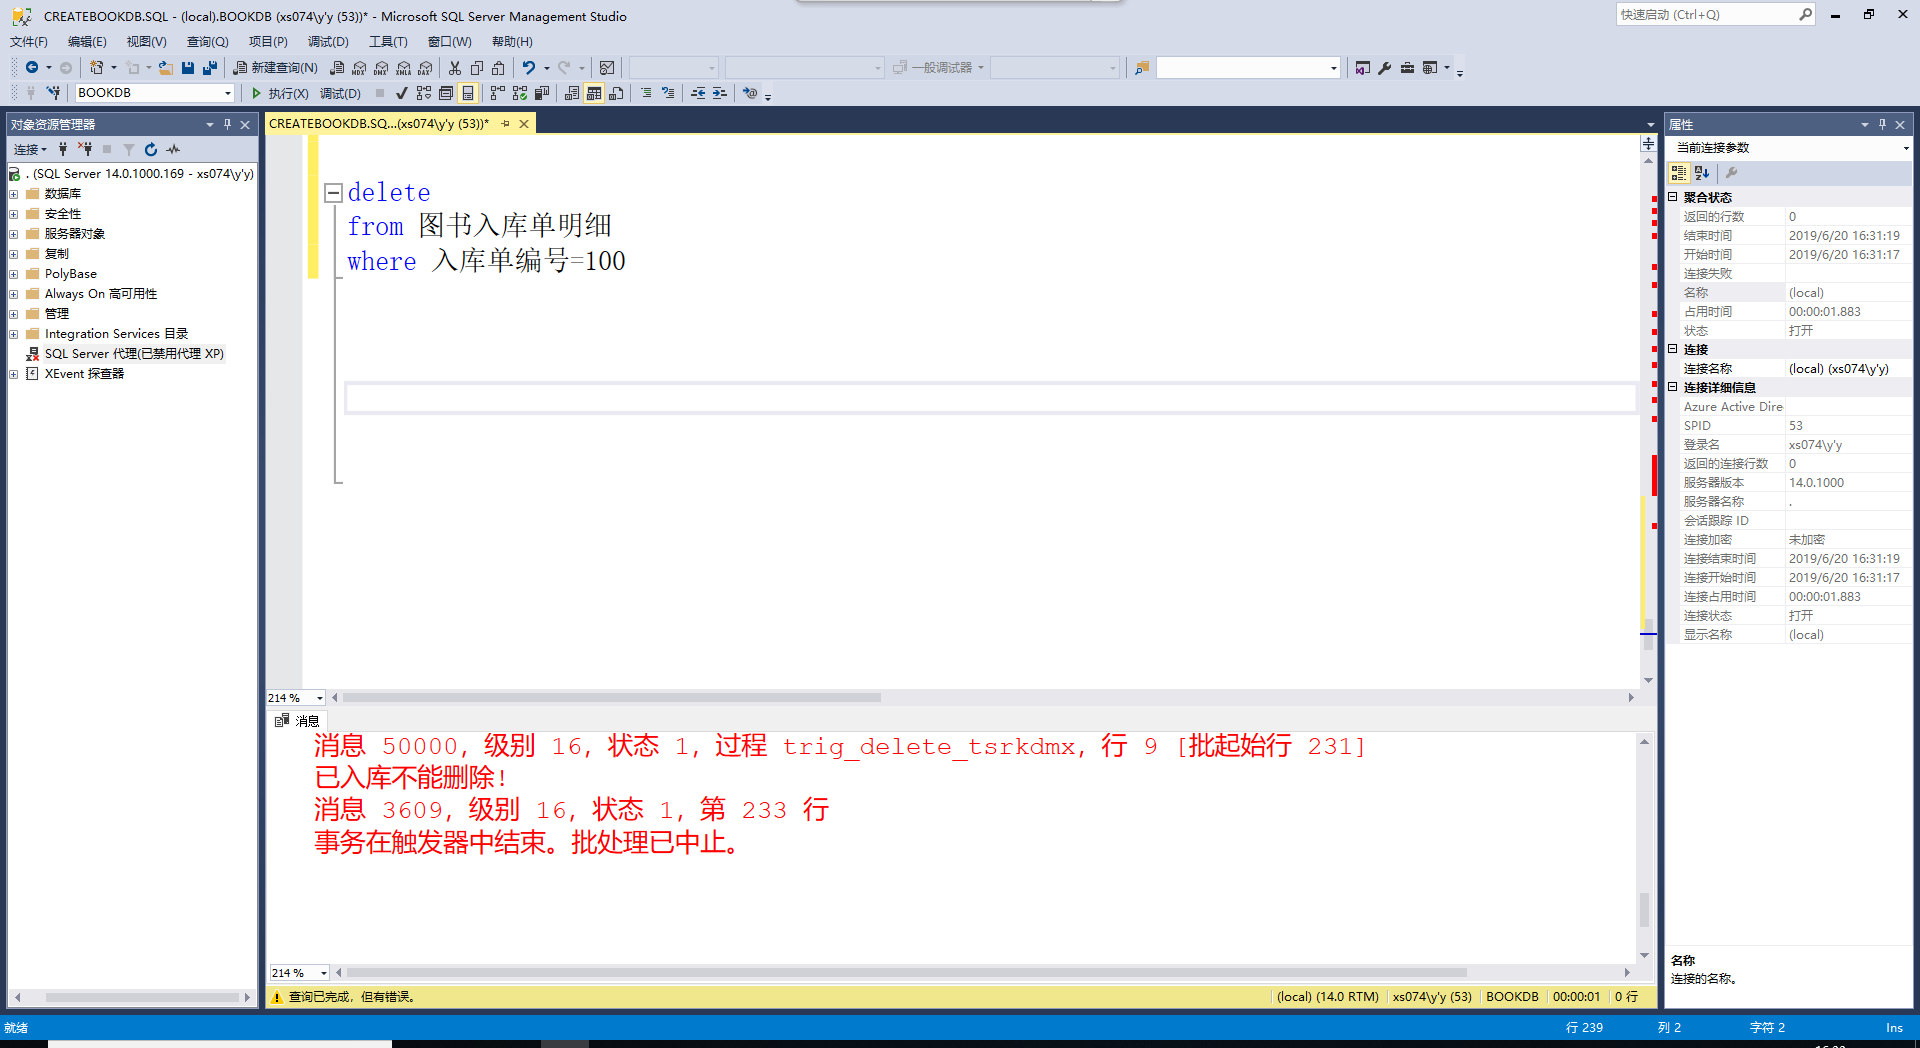 CREATEBOOKDB.SQL - (local).BOOKDB (xs074\y'y (53))* - Microsoft SQL Server Management Studio
快速启动 (Ctrl+Q)
文件(F) 编辑(E) 视图(V) 查询(Q) 项目(P) 调试(D) 工具(T) 窗口(W) 帮助(H)
新建查询(N) MDX DMX XMLA DAX 一般调试器
BOOKDB 执行(X) 调试(D)
对象资源管理器
连接
. (SQL Server 14.0.1000.169 - xs074\y'y)
数据库
安全性
服务器对象
复制
PolyBase
Always On 高可用性
管理
Integration Services 目录
SQL Server 代理(已禁用代理 XP)
XEvent 探查器
CREATEBOOKDB.SQ...(xs074\y'y (53))*
delete
from 图书入库单明细
where 入库单编号=100
214 %
消息
消息 50000, 级别 16, 状态 1, 过程 trig_delete_tsrkdmx, 行 9 [批起始行 231]
已入库不能删除!
消息 3609, 级别 16, 状态 1, 第 233 行
事务在触发器中结束。批处理已中止。
214 %
查询已完成，但有错误。
(local) (14.0 RTM) xs074\y'y (53) BOOKDB 00:00:01 0 行
属性
当前连接参数
聚合状态
返回的行数 0
结束时间 2019/6/20 16:31:19
开始时间 2019/6/20 16:31:17
连接失败
名称 (local)
占用时间 00:00:01.883
状态 打开
连接
连接名称 (local) (xs074\y'y)
连接详细信息
Azure Active Dire
SPID 53
登录名 xs074\y'y
返回的连接行数 0
服务器版本 14.0.1000
服务器名称 .
会话跟踪 ID
连接加密 未加密
连接结束时间 2019/6/20 16:31:19
连接开始时间 2019/6/20 16:31:17
连接占用时间 00:00:01.883
连接状态 打开
显示名称 (local)
名称
连接的名称。
就绪 行 239 列 2 字符 2 Ins